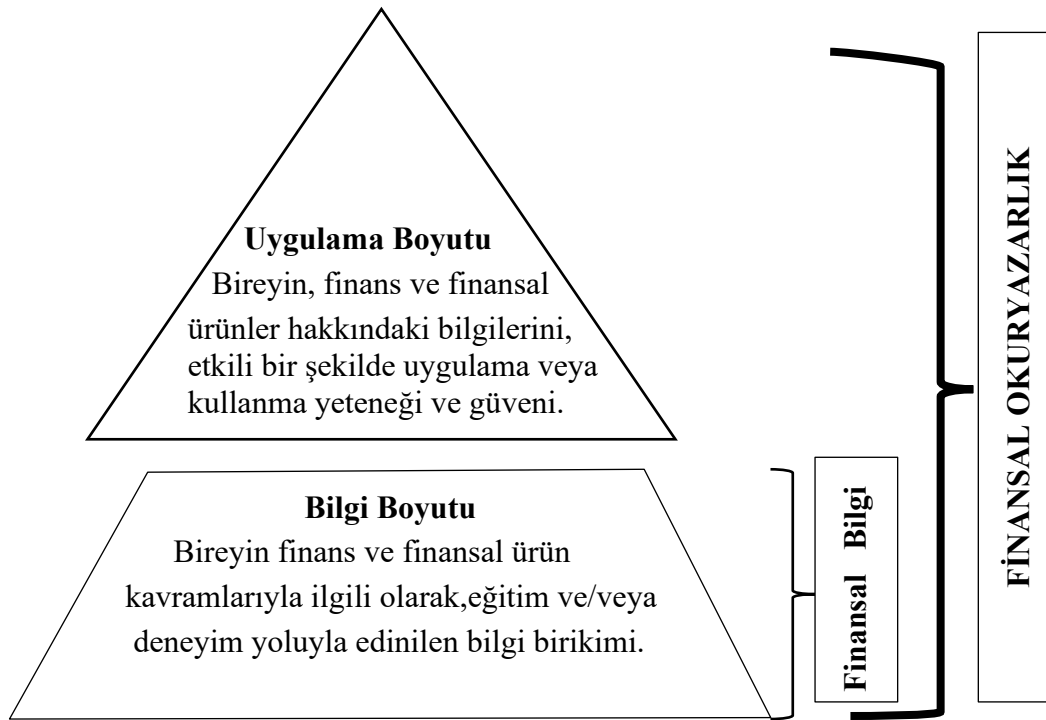 Uygulama Boyutu
Bireyin, finans ve finansal
ürünler hakkındaki bilgilerini,
etkili bir şekilde uygulama veya
kullanma yeteneği ve güveni.
Bilgi Boyutu
Bireyin finans ve finansal ürün
kavramlarıyla ilgili olarak,eğitim ve/veya
deneyim yoluyla edinilen bilgi birikimi.
Finansal Bilgi
FİNANSAL OKURYAZARLIK